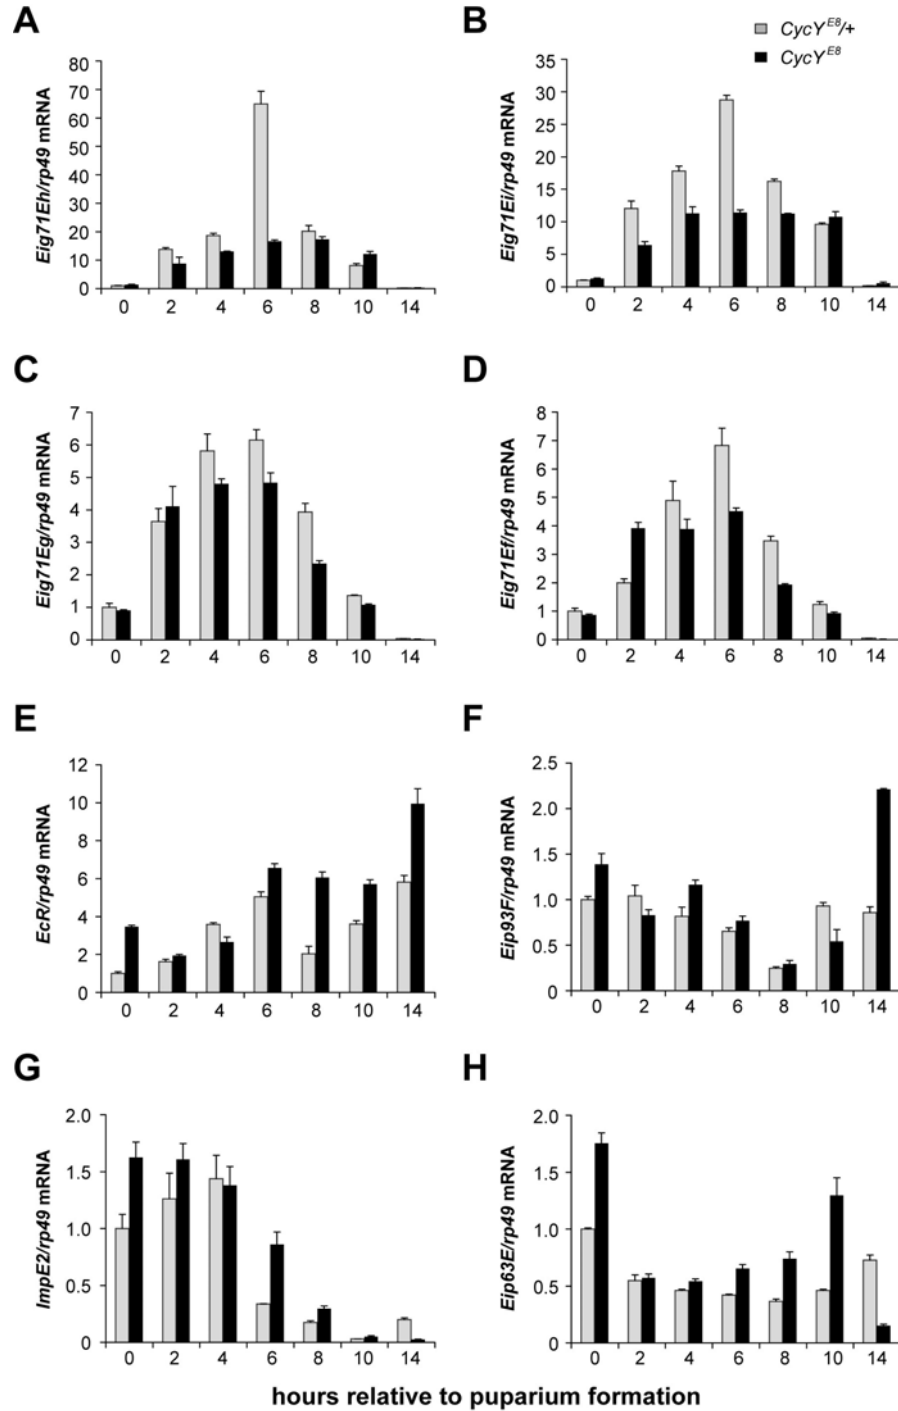 A
Eig71Eh/rp49 mRNA
80
70
60
50
40
30
20
10
0
0 2 4 6 8 10 14
B
CycY^E8/+
CycY^E8
Eig71Ei/rp49 mRNA
35
30
25
20
15
10
5
0
0 2 4 6 8 10 14
C
Eig71Eg/rp49 mRNA
7
6
5
4
3
2
1
0
0 2 4 6 8 10 14
D
Eig71Ef/rp49 mRNA
8
7
6
5
4
3
2
1
0
0 2 4 6 8 10 14
E
EcR/rp49 mRNA
12
10
8
6
4
2
0
0 2 4 6 8 10 14
F
Eip93F/rp49 mRNA
2.5
2.0
1.5
1.0
0.5
0
0 2 4 6 8 10 14
G
ImpE2/rp49 mRNA
2.0
1.5
1.0
0.5
0
0 2 4 6 8 10 14
H
Eip63E/rp49 mRNA
2.0
1.5
1.0
0.5
0
0 2 4 6 8 10 14
hours relative to puparium formation